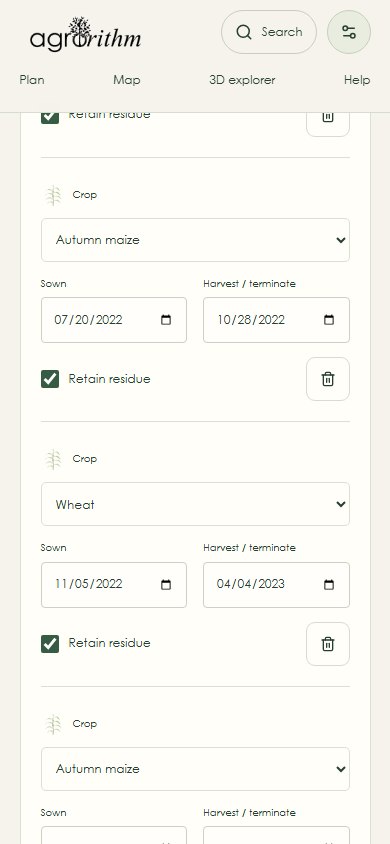 agrorithm
Search
Plan Map 3D explorer Help
Retain residue
Crop
Autumn maize
Sown Harvest / terminate
07/20/2022 10/28/2022
Retain residue
Crop
Wheat
Sown Harvest / terminate
11/05/2022 04/04/2023
Retain residue
Crop
Autumn maize
Sown Harvest / terminate